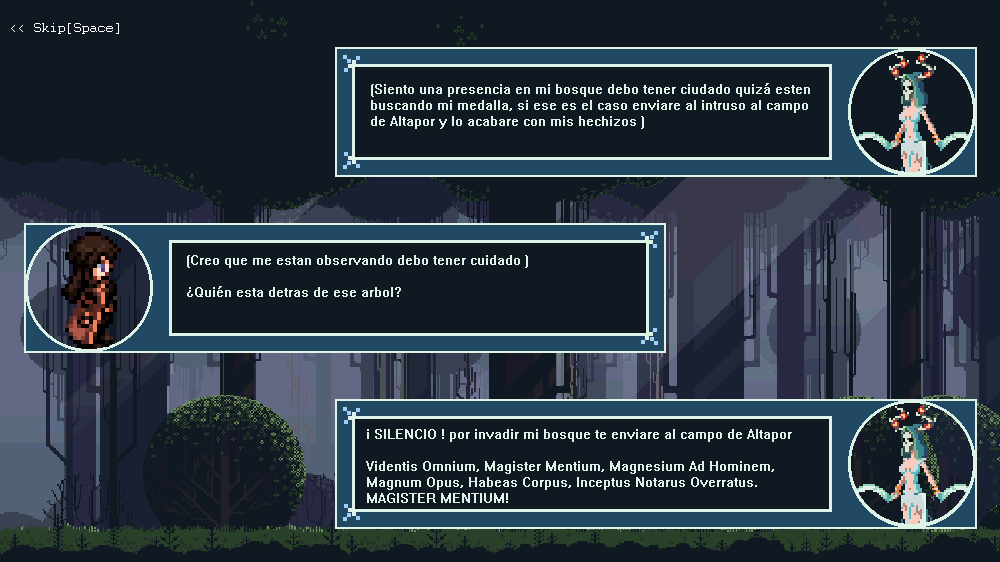 << Skip[Space]
(Siento una presencia en mi bosque debo tener ciudado quizá esten
buscando mi medalla, si ese es el caso enviare al intruso al campo
de Altapor y lo acabare con mis hechizos )
(Creo que me estan observando debo tener cuidado )
¿Quién esta detras de ese arbol?
¡ SILENCIO ! por invadir mi bosque te enviare al campo de Altapor
Videntis Omnium, Magister Mentium, Magnesium Ad Hominem,
Magnum Opus, Habeas Corpus, Inceptus Notarus Overratus.
MAGISTER MENTIUM!